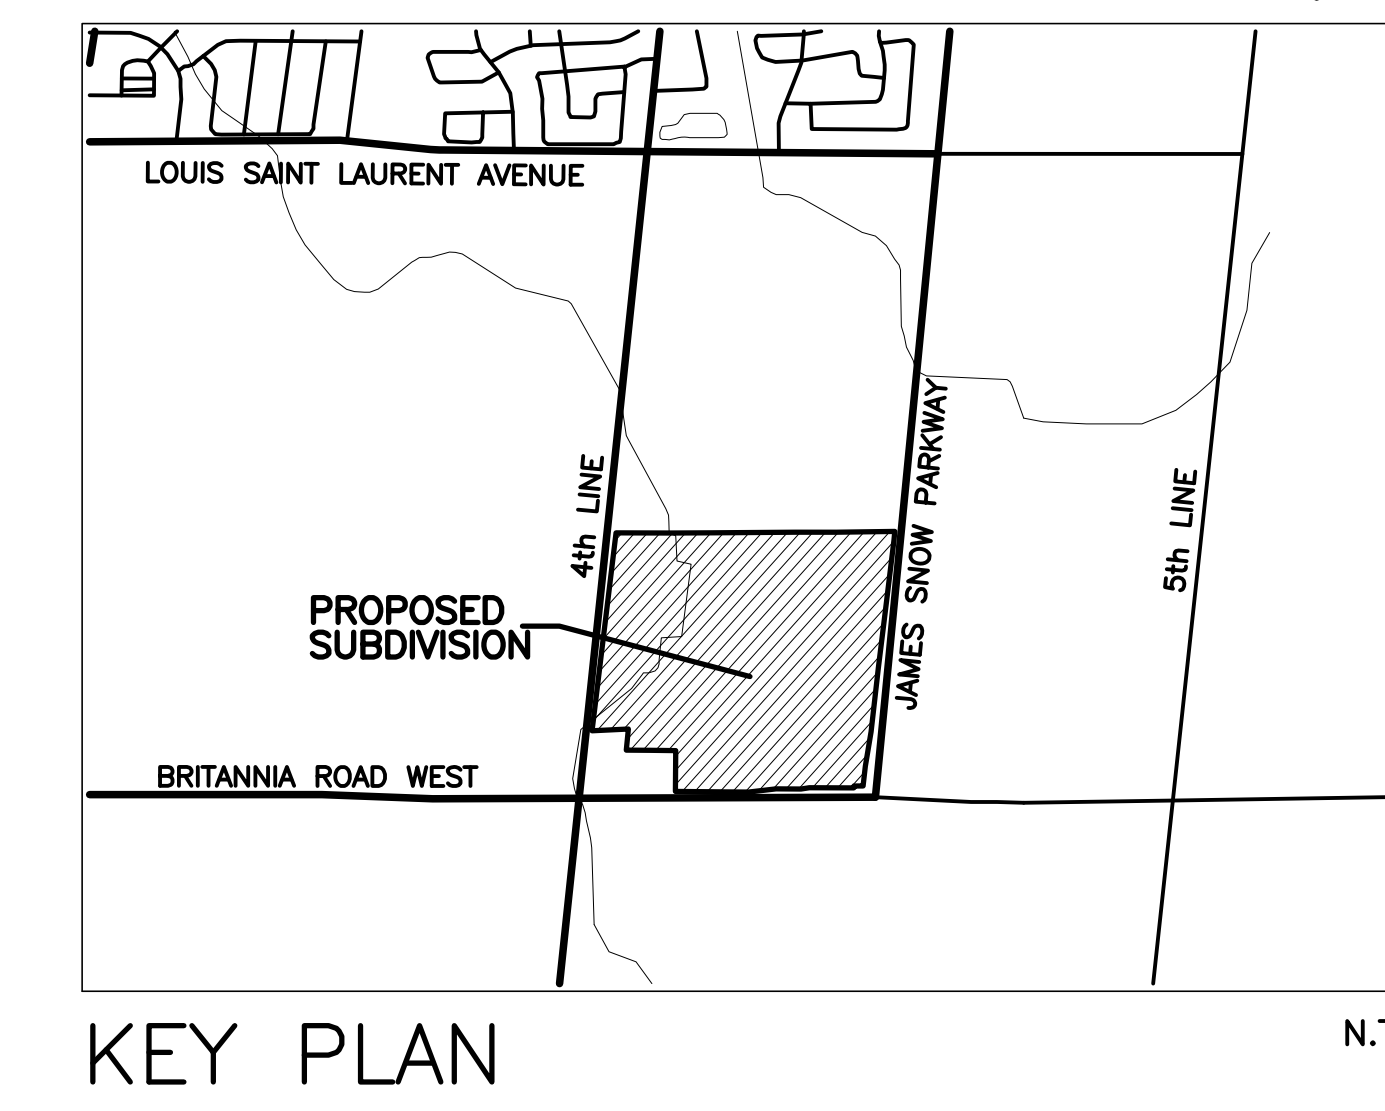 LOUIS SAINT LAURENT AVENUE
4th LINE
JAMES SNOW PARKWAY
5th LINE
PROPOSED
SUBDIVISION
BRITANNIA ROAD WEST
KEY PLAN